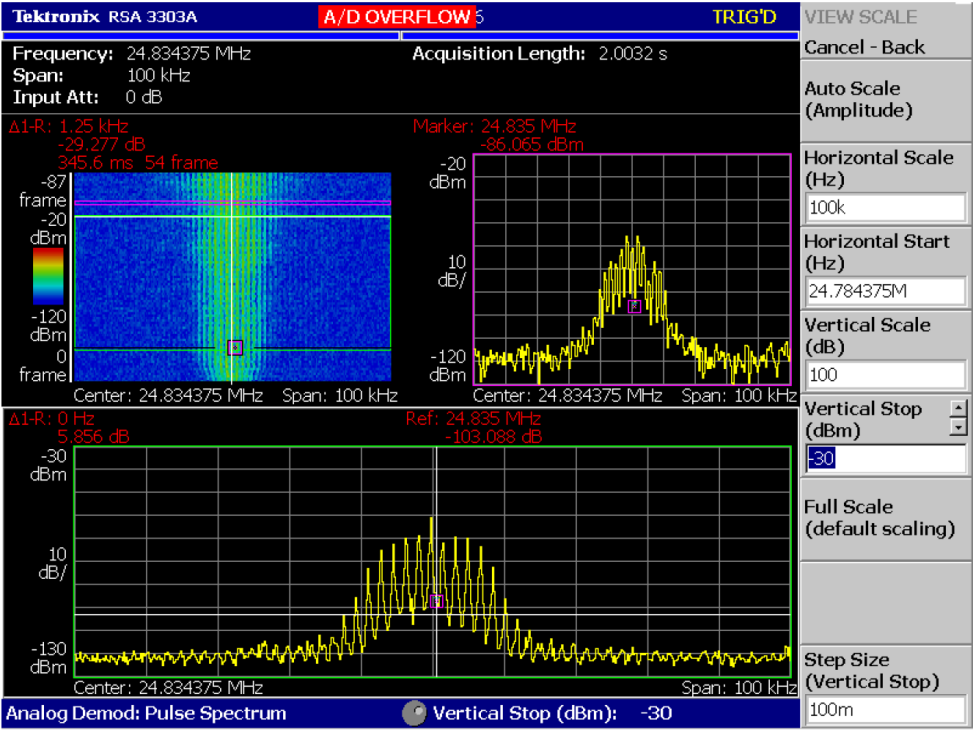 Tektronix RSA 3303A
A/D OVERFLOW
TRIG'D
Frequency: 24.834375 MHz
Span: 100 kHz
Input Att: 0 dB
Acquisition Length: 2.0032 s
Δ1-R: 1.25 kHz
-29.277 dB
345.6 ms 54 frame
-87
frame
-20
dBm
-120
dBm
0
frame
Center: 24.834375 MHz Span: 100 kHz
Marker: 24.835 MHz
-86.065 dBm
-20
dBm
10
dB/
-120
dBm
Center: 24.834375 MHz Span: 100 kHz
Δ1-R: 0 Hz
5.856 dB
Ref: 24.835 MHz
-103.088 dB
-30
dBm
10
dB/
-130
dBm
Center: 24.834375 MHz Span: 100 kHz
Analog Demod: Pulse Spectrum
Vertical Stop (dBm): -30
VIEW SCALE
Cancel - Back
Auto Scale
(Amplitude)
Horizontal Scale
(Hz)
100k
Horizontal Start
(Hz)
24.784375M
Vertical Scale
(dB)
100
Vertical Stop
(dBm)
-30
Full Scale
(default scaling)
Step Size
(Vertical Stop)
100m